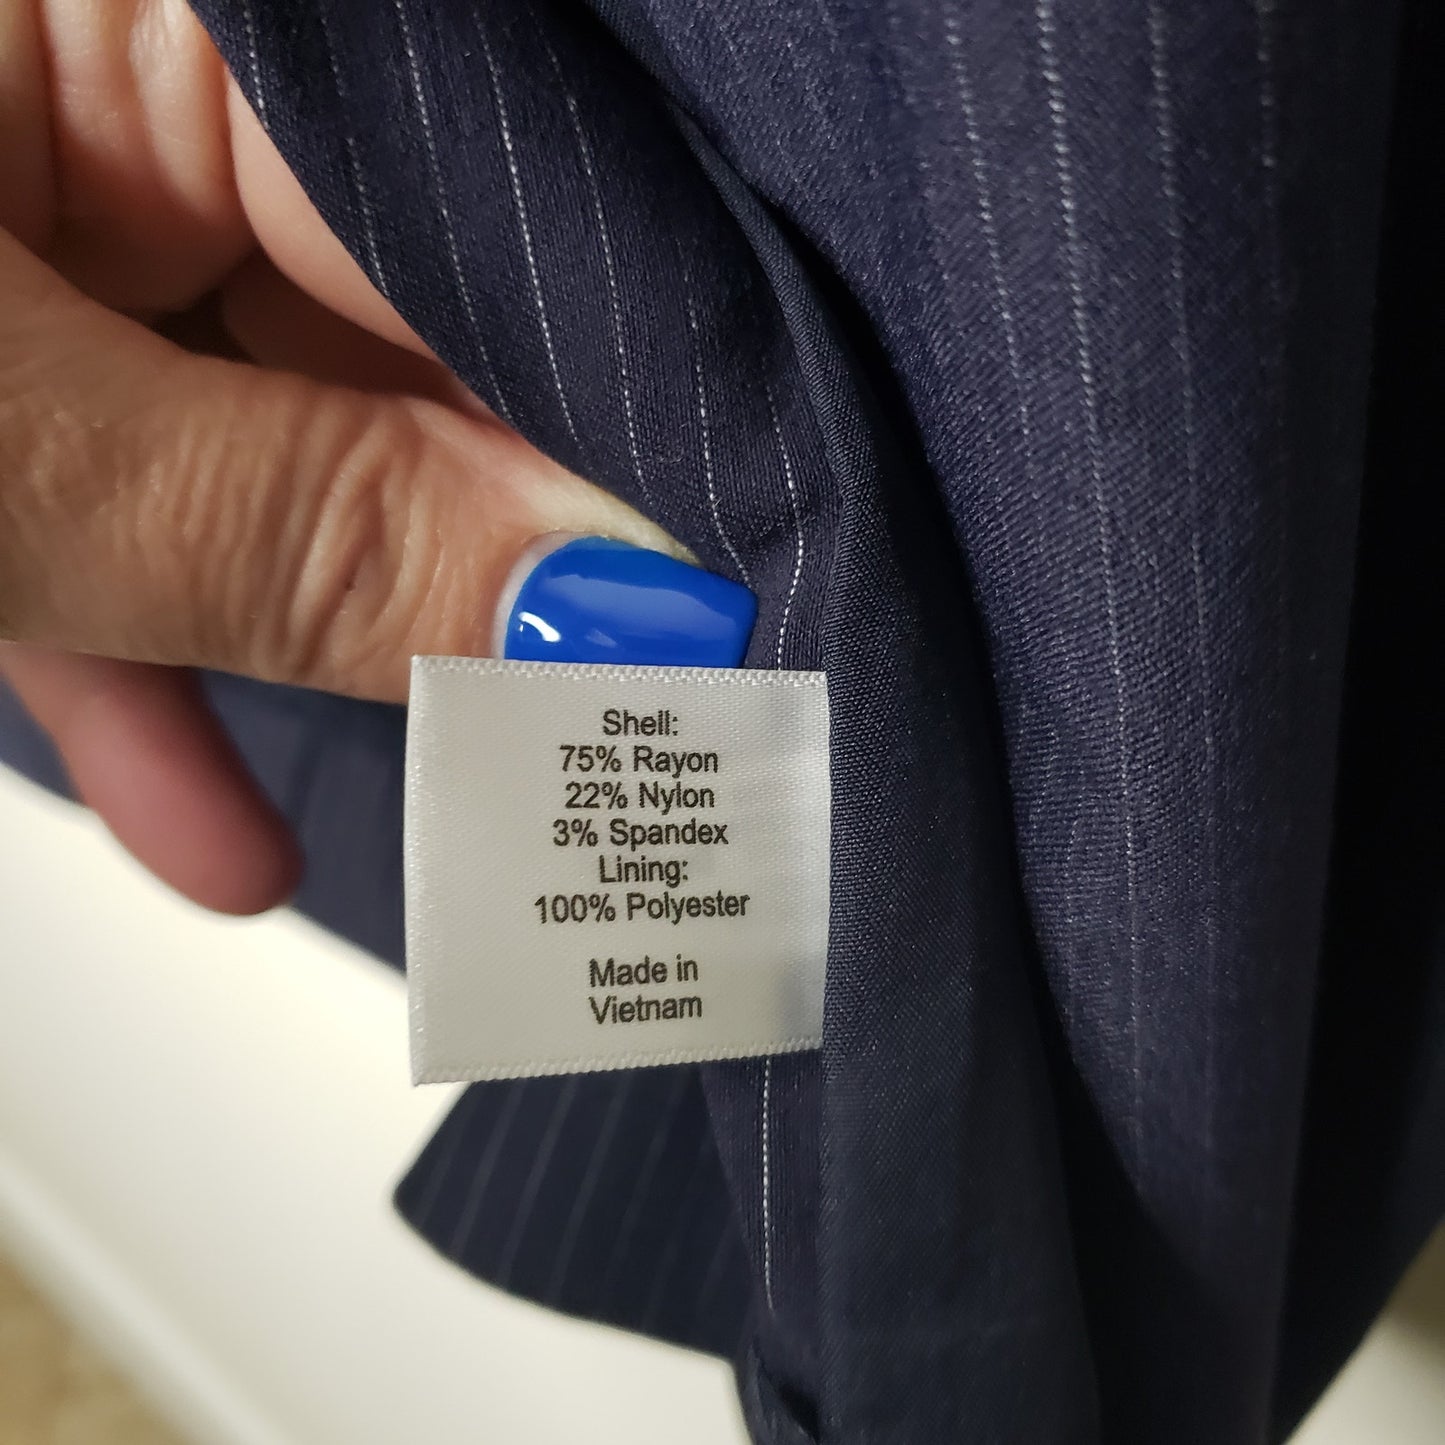 Shell:
75% Rayon
22% Nylon
3% Spandex
Lining:
100% Polyester
Made in
Vietnam